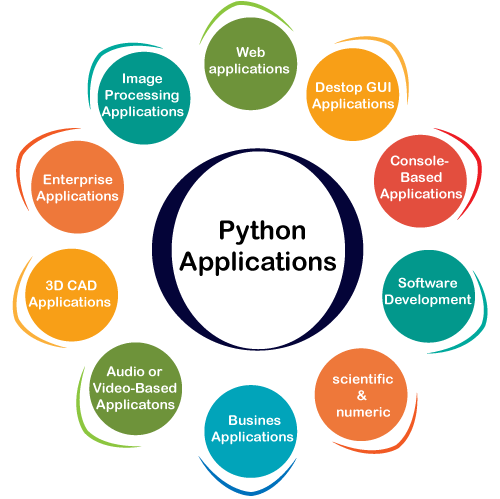 Python
Applications
Web
applications
Destop GUI
Applications
Console-
Based
Applications
Software
Development
scientific
&
numeric
Busines
Applications
Audio or
Video-Based
Applicatons
3D CAD
Applications
Enterprise
Applications
Image
Processing
Applications